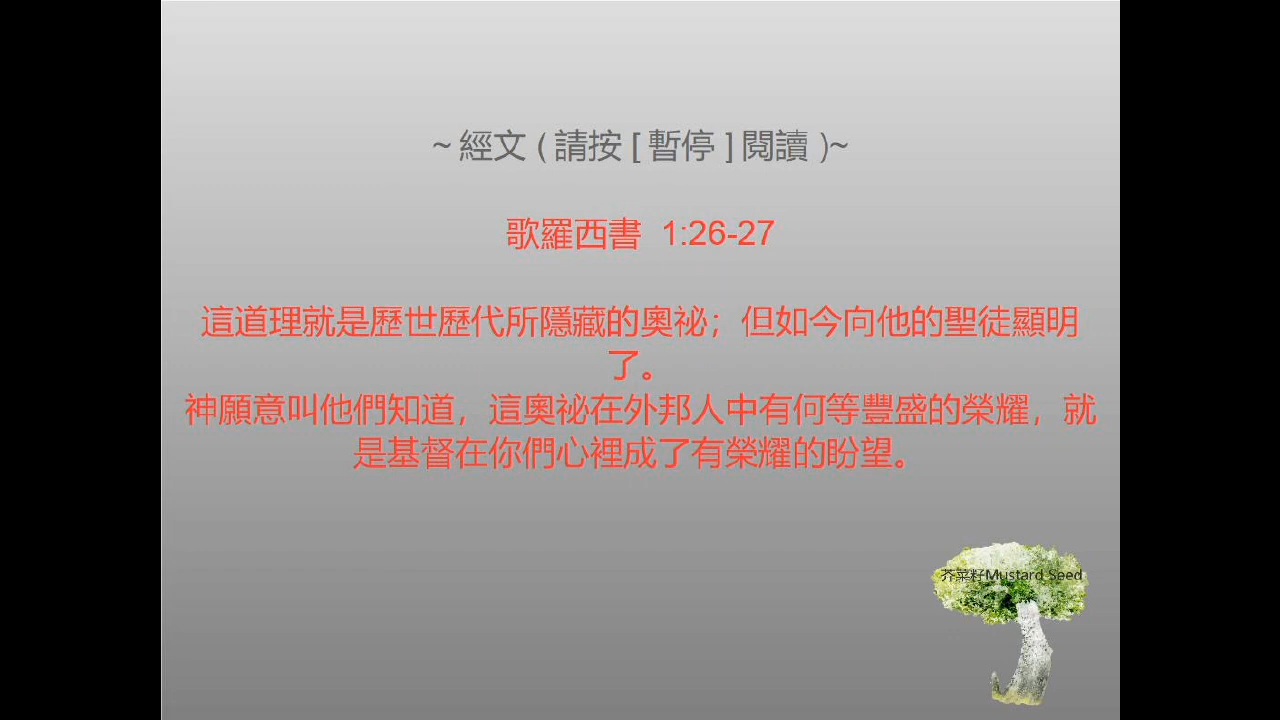 ~ 經文 ( 請按 [ 暫停 ] 閱讀 )~
歌羅西書 1:26-27
這道理就是歷世歷代所隱藏的奧祕；但如今向他的聖徒顯明
了。
神願意叫他們知道，這奧祕在外邦人中有何等豐盛的榮耀，就
是基督在你們心裡成了有榮耀的盼望。
芥菜籽Mustard Seed